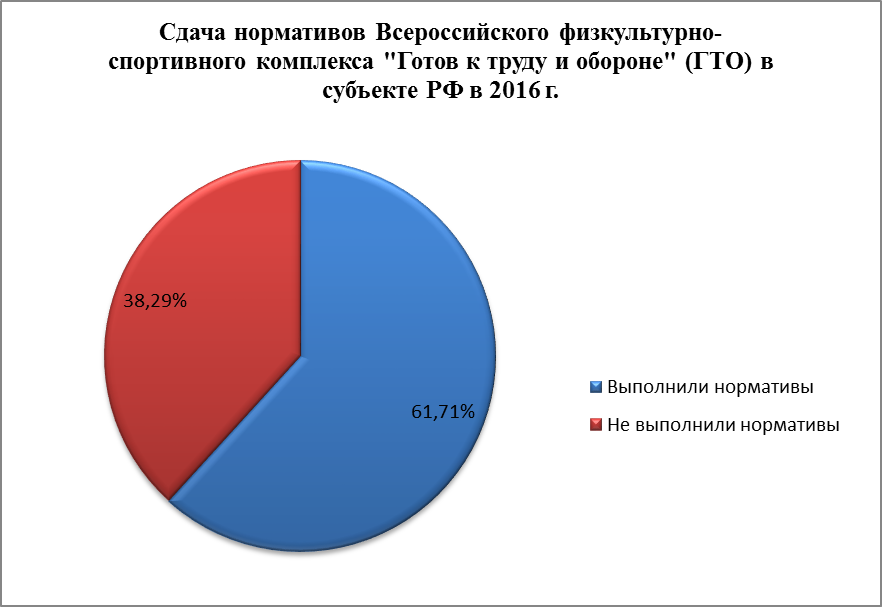 Сдача нормативов Всероссийского физкультурно-
спортивного комплекса "Готов к труду и обороне" (ГТО) в
субъекте РФ в 2016 г.
38,29%
61,71%
Выполнили нормативы
Не выполнили нормативы